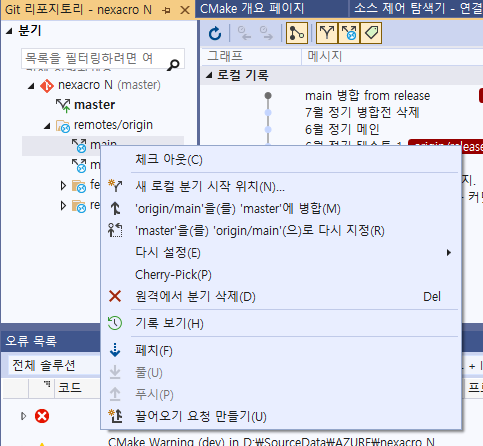 Git 리포지토리 - nexacro N
CMake 개요 페이지
소스 제어 탐색기 - 연결
분기
목록을 필터링하려면 여
그래프
메시지
로컬 기록
nexacro N (master)
master
remotes/origin
main
m
fe
re
main 병합 from release
7월 정기 병합전 삭제
6월 정기 메인
6월 정기 테스트 1
origin/release
지.
체크 아웃(C)
새 로컬 분기 시작 위치(N)...
'origin/main'을(를) 'master'에 병합(M)
'master'을(를) 'origin/main'(으)로 다시 지정(R)
다시 설정(E)
Cherry-Pick(P)
원격에서 분기 삭제(D)
Del
기록 보기(H)
페치(F)
풀(U)
푸시(P)
끌어오기 요청 만들기(U)
오류 목록
전체 솔루션
코드
프로
CMake Warning (dev) in D:₩SourceData₩AZURE₩nexacro N